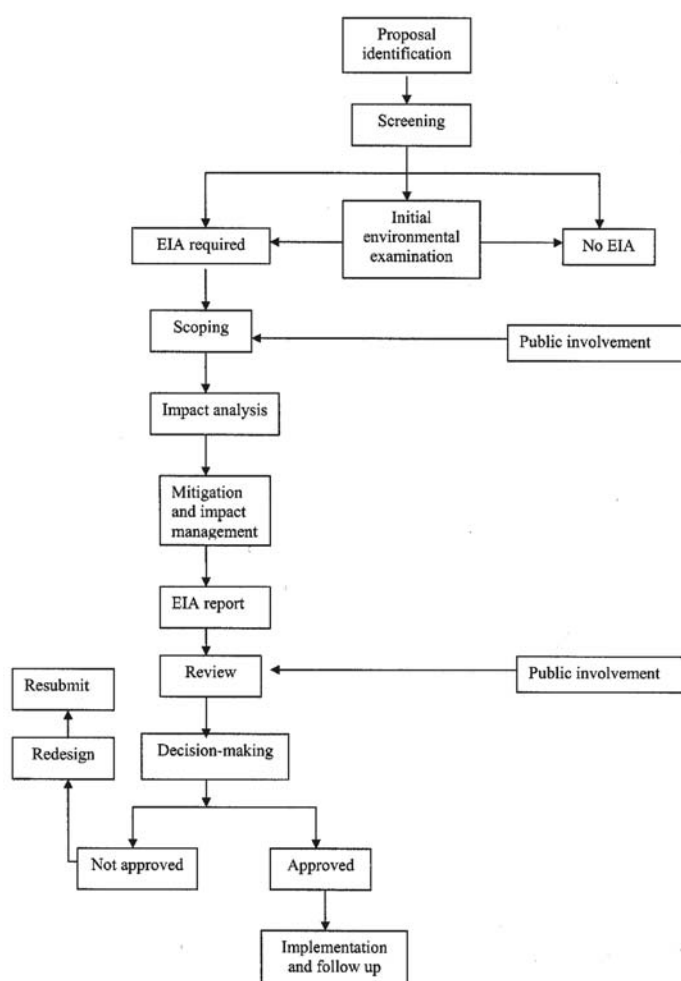 Proposal
identification
Screening
Initial
environmental
examination
EIA required
No EIA
Scoping
Public involvement
Impact analysis
Mitigation
and impact
management
EIA report
Review
Public involvement
Resubmit
Redesign
Decision-making
Not approved
Approved
Implementation
and follow up